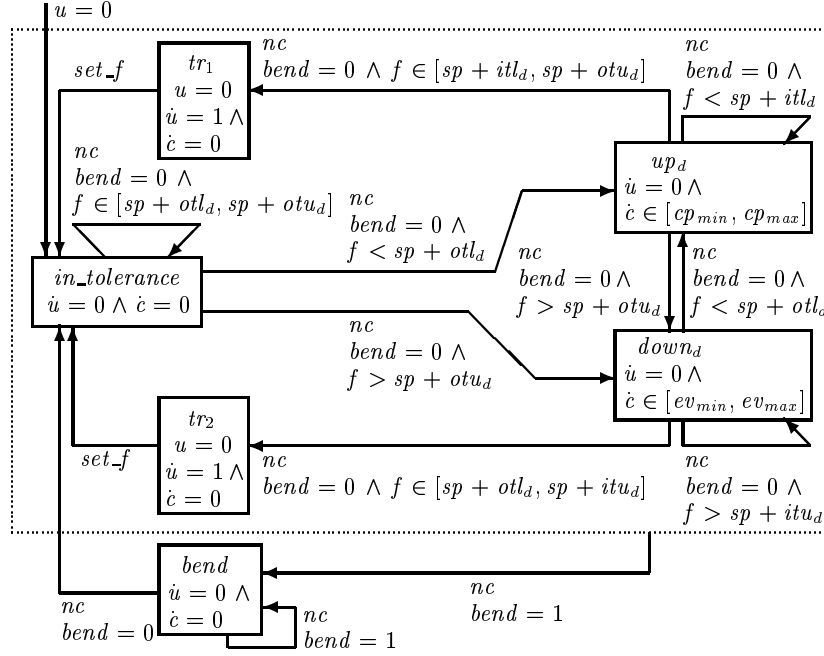 u = 0
set_f
tr₁
u = 0
u̇ = 1 ∧
ċ = 0
nc
bend = 0 ∧ f ∈ [sp + itl_d, sp + otu_d]
nc
bend = 0 ∧
f < sp + itl_d
nc
bend = 0 ∧
f ∈ [sp + otl_d, sp + otu_d]
nc
bend = 0 ∧
f < sp + otl_d
up_d
u̇ = 0 ∧
ċ ∈ [cp_min, cp_max]
in_tolerance
u̇ = 0 ∧ ċ = 0
nc
bend = 0 ∧
f > sp + otu_d
nc
bend = 0 ∧
f < sp + otl_d
nc
bend = 0 ∧
f > sp + otu_d
down_d
u̇ = 0 ∧
ċ ∈ [ev_min, ev_max]
set_f
tr₂
u = 0
u̇ = 1 ∧
ċ = 0
nc
bend = 0 ∧ f ∈ [sp + otl_d, sp + itu_d]
nc
bend = 0 ∧
f > sp + itu_d
bend
u̇ = 0 ∧
ċ = 0
nc
bend = 0
nc
bend = 1
nc
bend = 1